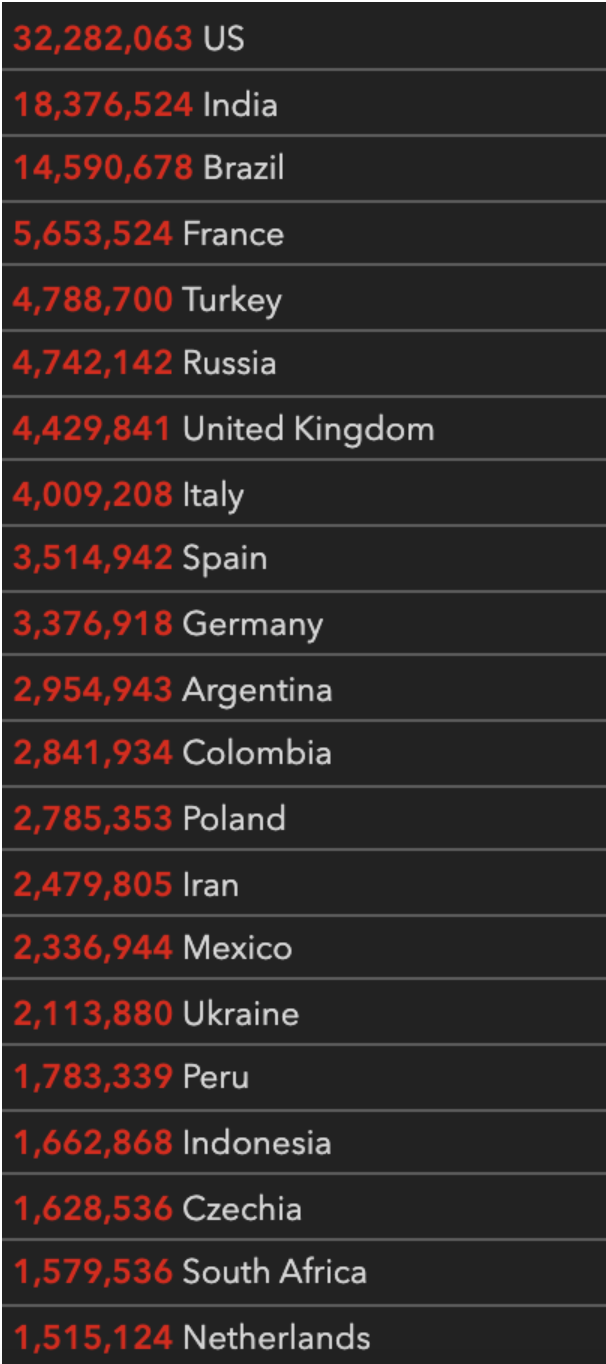 32,282,063 US
18,376,524 India
14,590,678 Brazil
5,653,524 France
4,788,700 Turkey
4,742,142 Russia
4,429,841 United Kingdom
4,009,208 Italy
3,514,942 Spain
3,376,918 Germany
2,954,943 Argentina
2,841,934 Colombia
2,785,353 Poland
2,479,805 Iran
2,336,944 Mexico
2,113,880 Ukraine
1,783,339 Peru
1,662,868 Indonesia
1,628,536 Czechia
1,579,536 South Africa
1,515,124 Netherlands